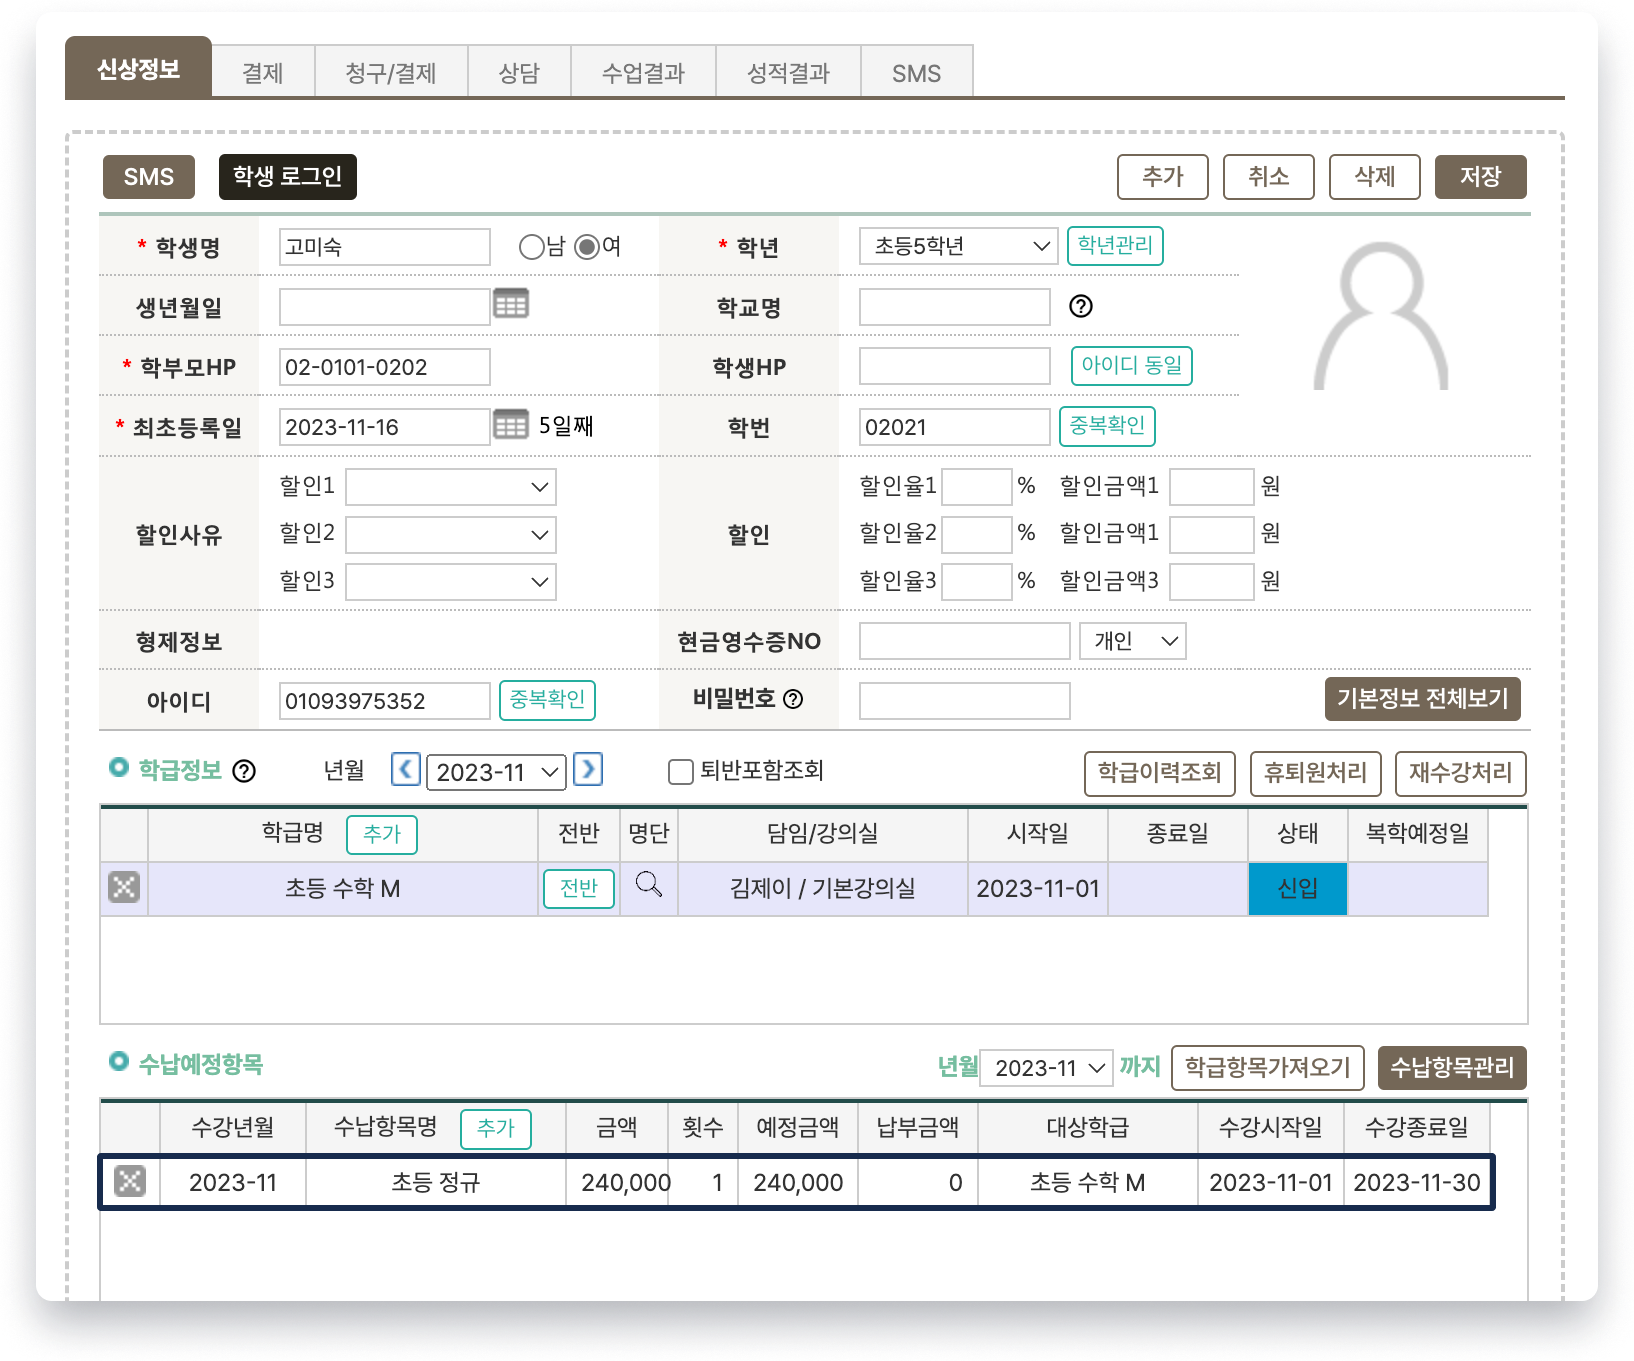 신상정보 결제 청구/결제 상담 수업결과 성적결과 SMS
SMS 학생 로그인 추가 취소 삭제 저장
* 학생명 고미숙 남 여 * 학년 초등5학년 학년관리
생년월일 학교명 ?
* 학부모HP 02-0101-0202 학생HP 아이디 동일
* 최초등록일 2023-11-16 5일째 학번 02021 중복확인
할인1 할인율1 % 할인금액1 원
할인사유 할인2 할인 할인율2 % 할인금액1 원
할인3 할인율3 % 할인금액3 원
형제정보 현금영수증NO 개인
아이디 01093975352 중복확인 비밀번호 ? 기본정보 전체보기
학급정보 ? 년월 2023-11 퇴반포함조회 학급이력조회 휴퇴원처리 재수강처리
학급명 추가 전반 명단 담임/강의실 시작일 종료일 상태 복학예정일
초등 수학 M 전반 김제이 / 기본강의실 2023-11-01 신입
수납예정항목 년월 2023-11 까지 학급항목가져오기 수납항목관리
수강년월 수납항목명 추가 금액 횟수 예정금액 납부금액 대상학급 수강시작일 수강종료일
2023-11 초등 정규 240,000 1 240,000 0 초등 수학 M 2023-11-01 2023-11-30